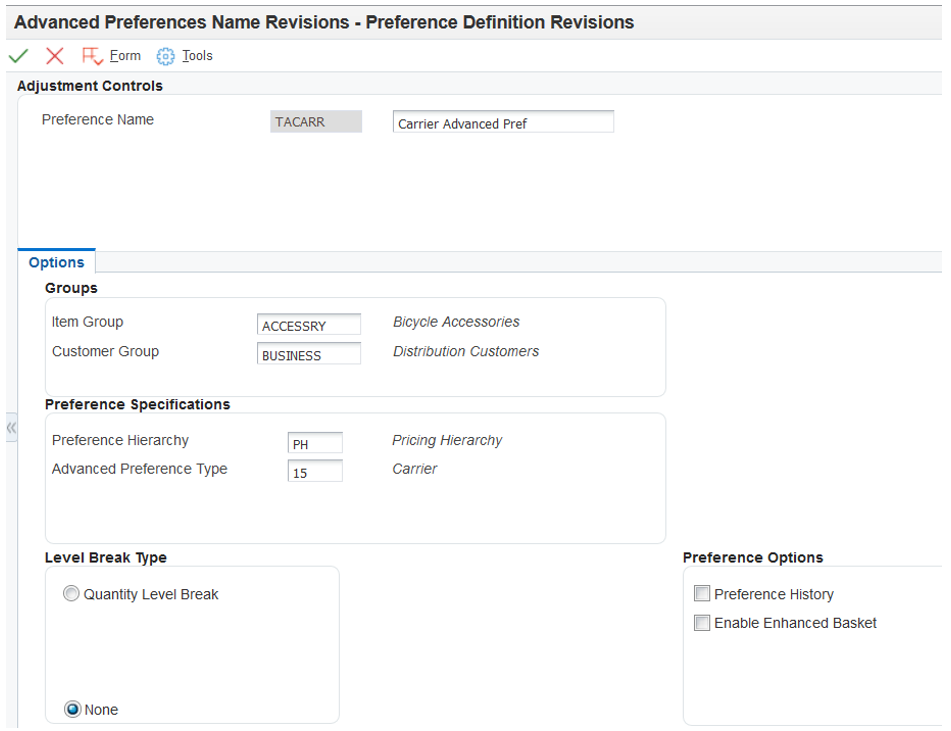 Advanced Preferences Name Revisions - Preference Definition Revisions
Form Tools
Adjustment Controls
Preference Name TACARR Carrier Advanced Pref
Options
Groups
Item Group ACCESSRY Bicycle Accessories
Customer Group BUSINESS Distribution Customers
Preference Specifications
Preference Hierarchy PH Pricing Hierarchy
Advanced Preference Type 15 Carrier
Level Break Type Preference Options
Quantity Level Break Preference History
Enable Enhanced Basket
None